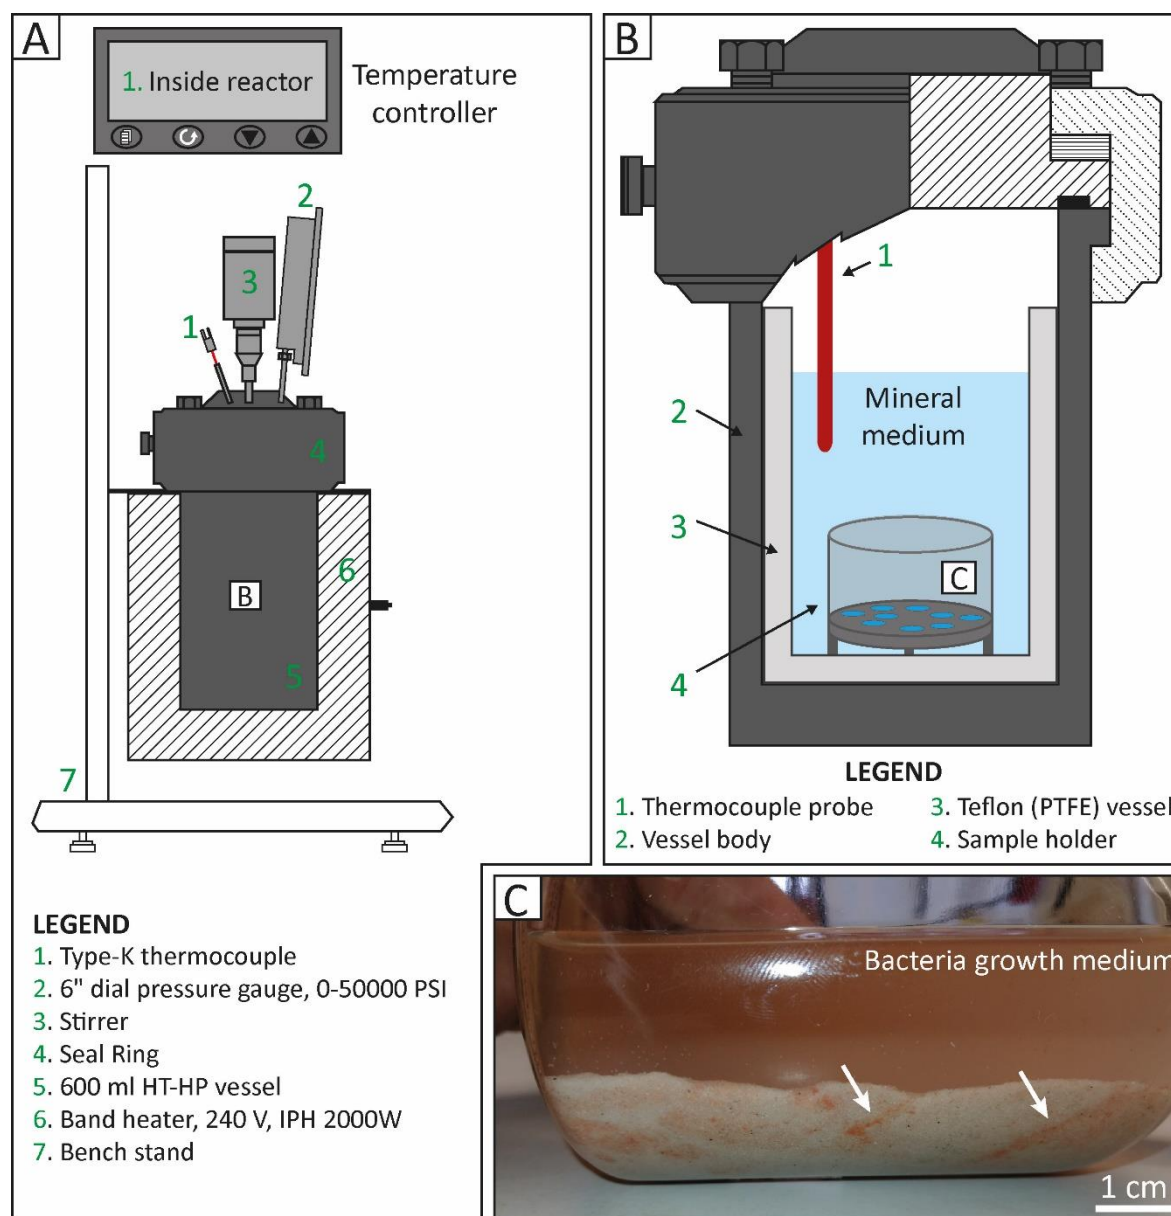 A
1. Inside reactor
Temperature
controller
2
3
1
4
6
B
5
7
LEGEND
1. Type-K thermocouple
2. 6" dial pressure gauge, 0-50000 PSI
3. Stirrer
4. Seal Ring
5. 600 ml HT-HP vessel
6. Band heater, 240 V, IPH 2000W
7. Bench stand
B
1
Mineral
medium
2
3
C
4
LEGEND
1. Thermocouple probe
2. Vessel body
3. Teflon (PTFE) vessel
4. Sample holder
C
Bacteria growth medium
1 cm